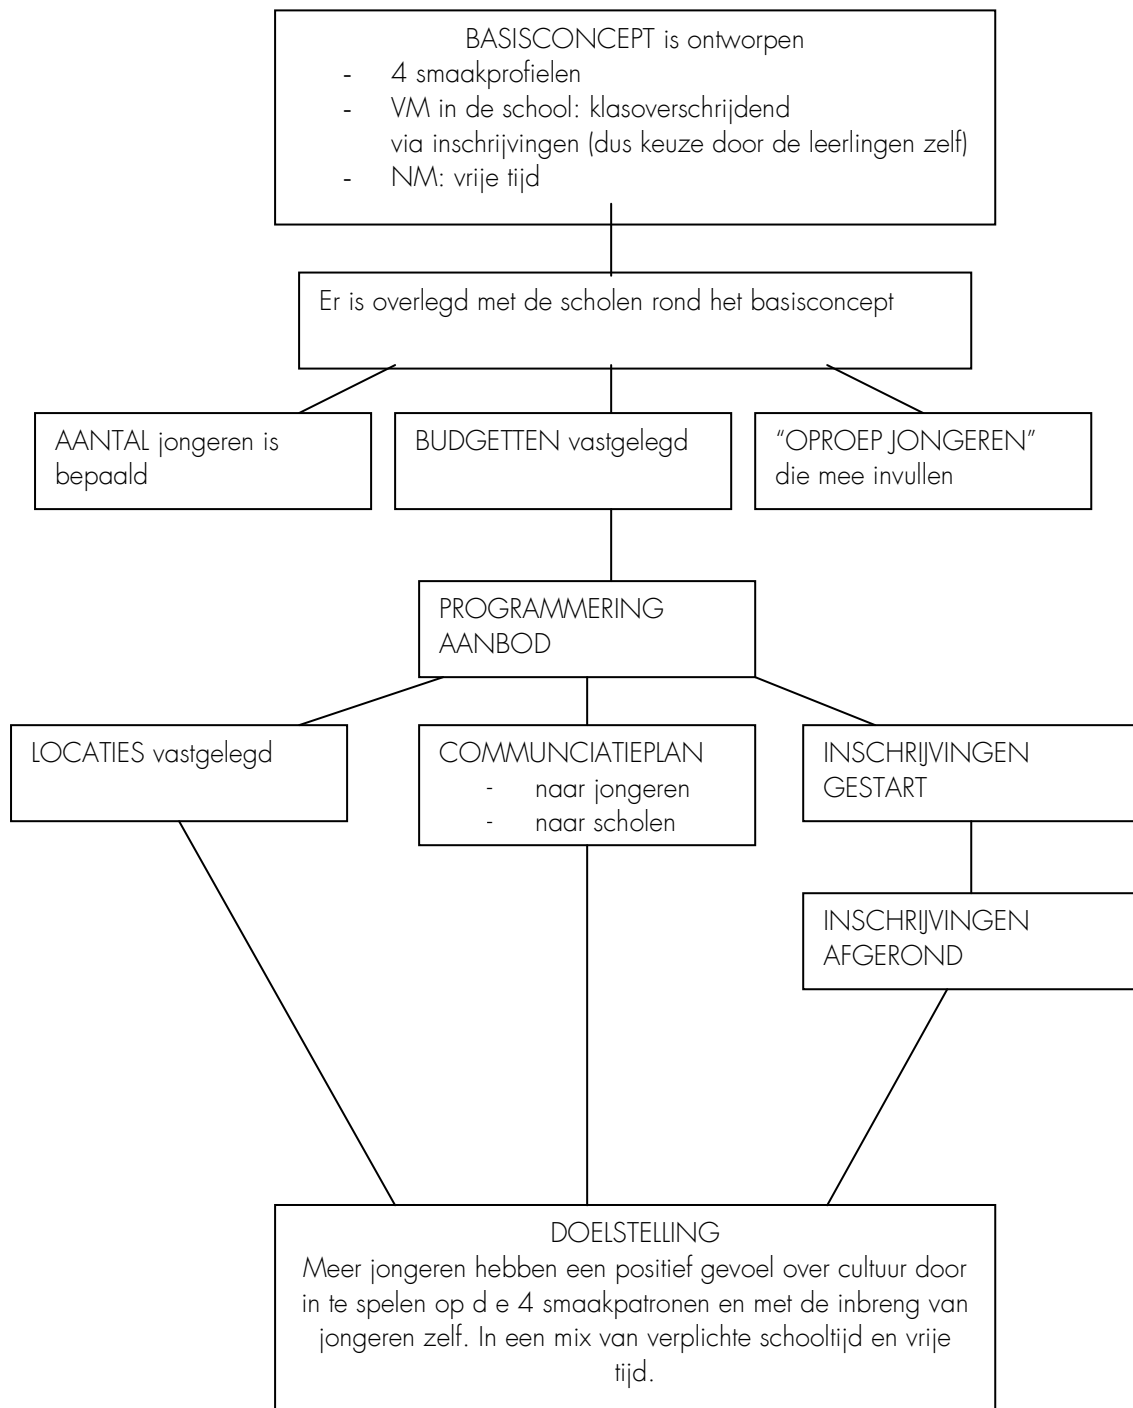 BASISCONCEPT is ontworpen
- 4 smaakprofielen
- VM in de school: klasoverschrijdend
via inschrijvingen (dus keuze door de leerlingen zelf)
- NM: vrije tijd
Er is overlegd met de scholen rond het basisconcept
AANTAL jongeren is
bepaald
BUDGETTEN vastgelegd
“OPROEP JONGEREN”
die mee invullen
PROGRAMMERING
AANBOD
LOCATIES vastgelegd
COMMUNCIATIEPLAN
- naar jongeren
- naar scholen
INSCHRIJVINGEN
GESTART
INSCHRIJVINGEN
AFGEROND
DOELSTELLING
Meer jongeren hebben een positief gevoel over cultuur door
in te spelen op d e 4 smaakpatronen en met de inbreng van
jongeren zelf. In een mix van verplichte schooltijd en vrije
tijd.